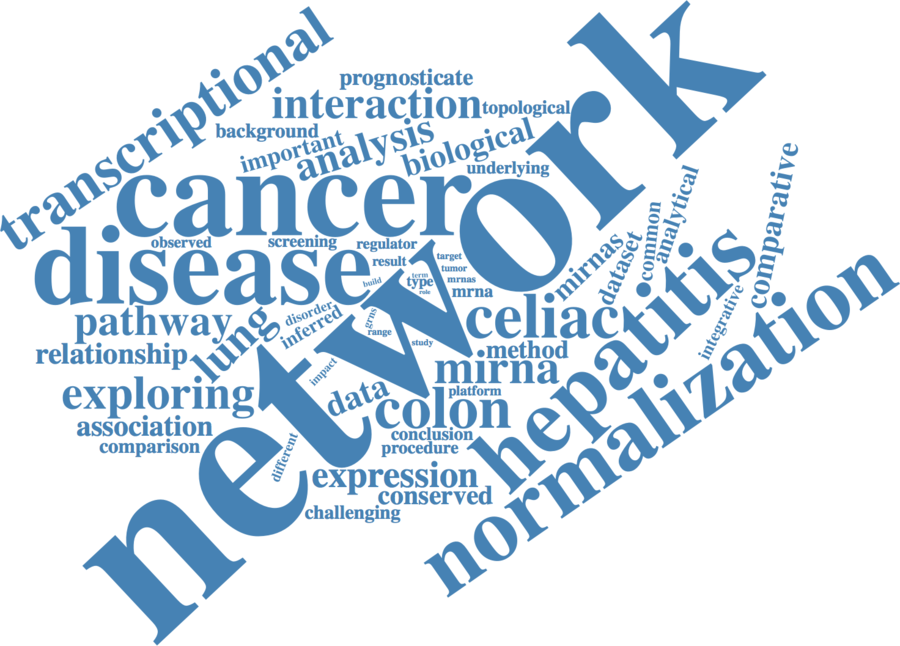 transcriptional
prognosticate
interaction
topological
background
important
analysis
biological
underlying
cancer
network
observed
screening
regulator
disease
result
target
tumor
term
type
role
mrnas
mrna
build
mirnas
dataset
common
analytical
comparative
integrative
pathway
disorder
inferred
grns
range
study
celiac
hepatitis
normalization
relationship
lung
method
mirna
impact
exploring
data
platform
colon
association
conclusion
comparison
procedure
different
expression
conserved
challenging